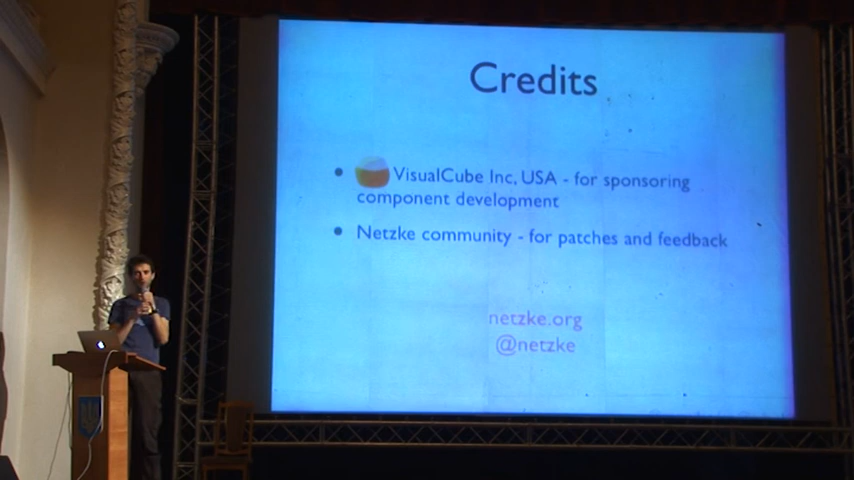 Credits
• VisualCube Inc, USA - for sponsoring
component development
• Netzke community - for patches and feedback
netzke.org
@netzke